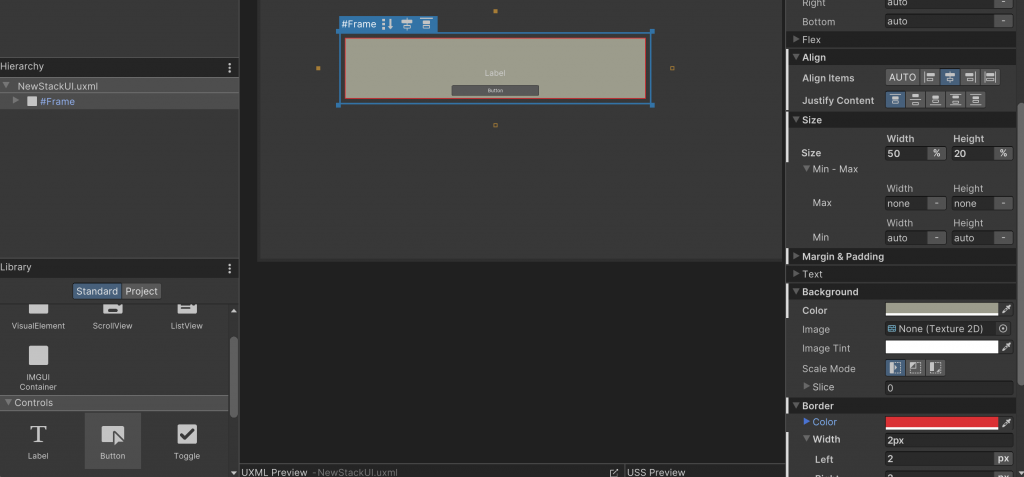 Hierarchy
NewStackUI.uxml
#Frame
Library
Standard
Project
VisualElement
ScrollView
ListView
IMGUI
Container
Controls
Label
Button
Toggle
#Frame
Label
Button
UXML Preview - NewStackUI.uxml
USS Preview
Right auto -
Bottom auto -
Flex
Align
Align Items AUTO
Justify Content
Size
Width Height
Size 50 % 20 %
Min - Max
Width Height
Max none - none -
Width Height
Min auto - auto -
Margin & Padding
Text
Background
Color
Image None (Texture 2D)
Image Tint
Scale Mode
Slice 0
Border
Color
Width 2px
Left 2 px